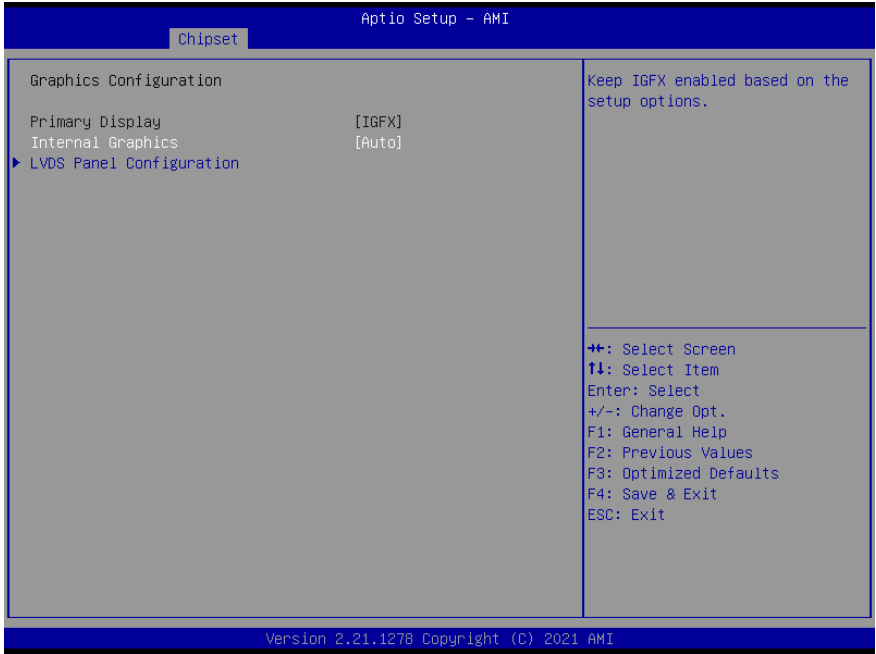 Aptio Setup – AMI
Chipset
Graphics Configuration
Primary Display [IGFX]
Internal Graphics [Auto]
▶ LVDS Panel Configuration
Keep IGFX enabled based on the
setup options.
→←: Select Screen
↑↓: Select Item
Enter: Select
+/-: Change Opt.
F1: General Help
F2: Previous Values
F3: Optimized Defaults
F4: Save & Exit
ESC: Exit
Version 2.21.1278 Copyright (C) 2021 AMI